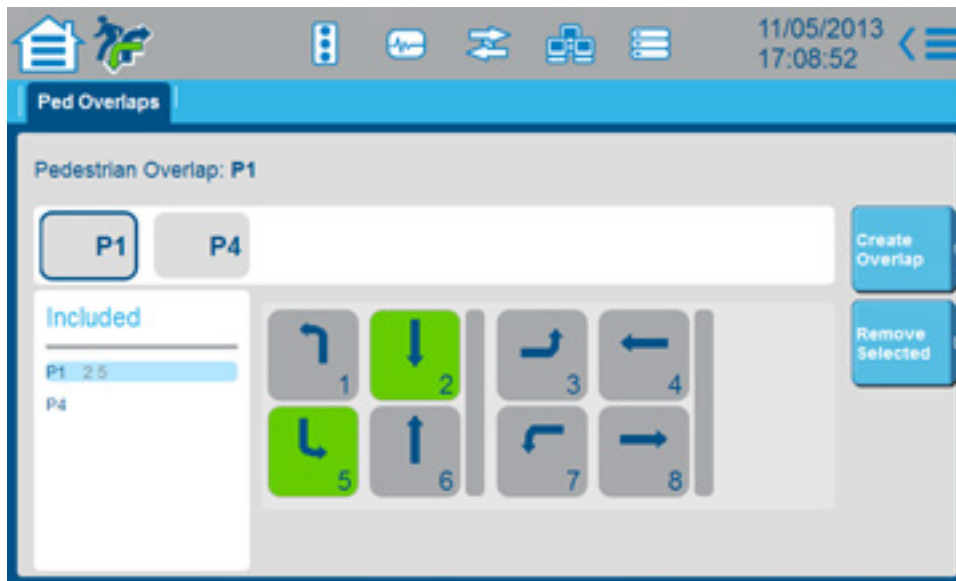 11/05/2013
17:08:52
Ped Overlaps
Pedestrian Overlap: P1
P1 P4
Create
Overlap
Included
Remove
Selected
P1 2 5
P4
1 2 3 4
5 6 7 8